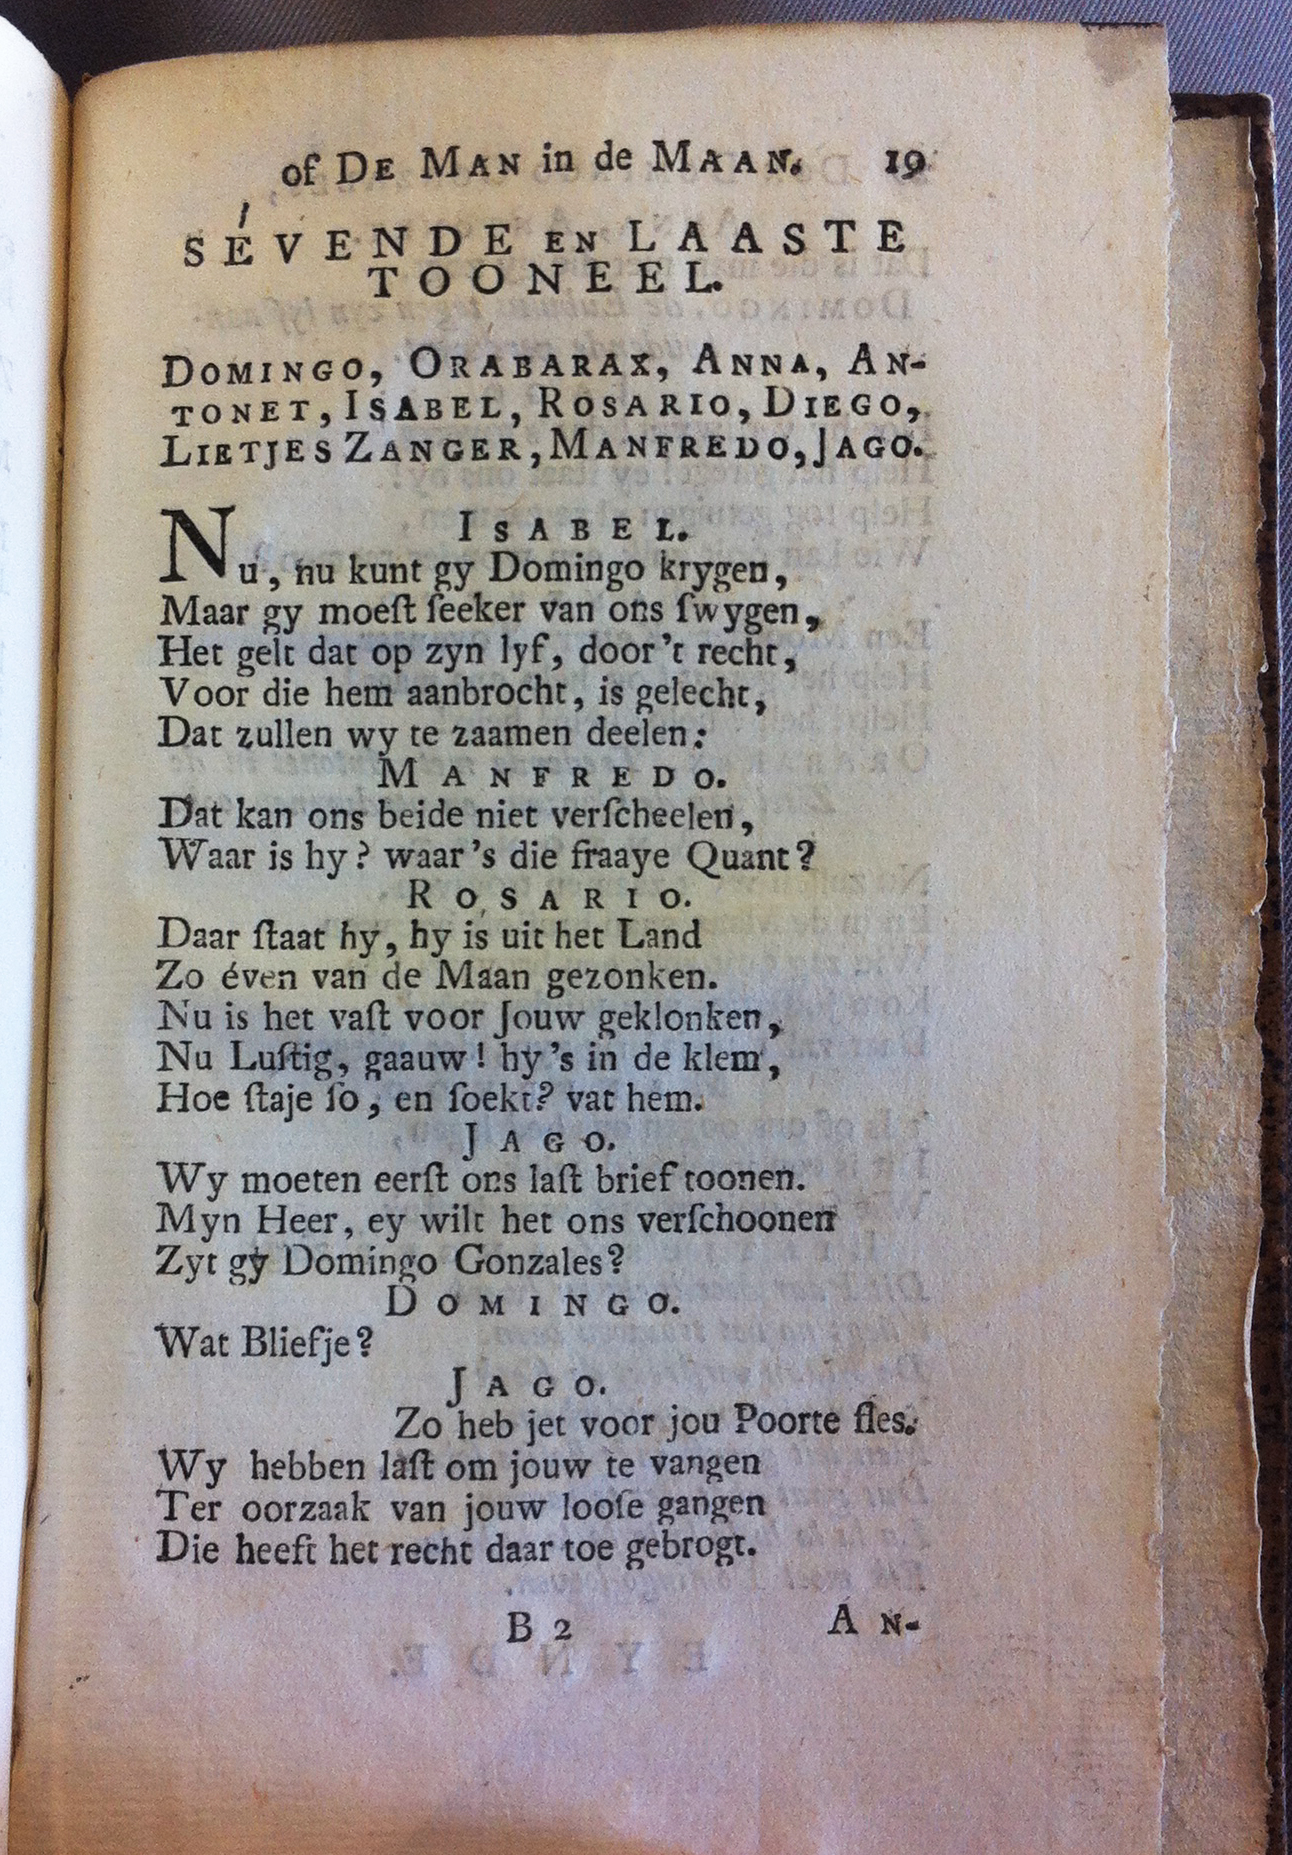 of DE MAN in de MAAN. 19
SÉVENDE EN LAASTE
TOONEEL.
DOMINGO, ORABARAX, ANNA, AN-
TONET, ISABEL, ROSARIO, DIEGO,
LIETJES ZANGER, MANFREDO, JAGO.
ISABEL.
Nu, nu kunt gy Domingo krygen,
Maar gy moeſt ſeeker van ons ſwygen,
Het gelt dat op zyn lyf, door 't recht,
Voor die hem aanbrocht, is gelecht,
Dat zullen wy te zaamen deelen:
MANFREDO.
Dat kan ons beide niet verſcheelen,
Waar is hy? waar's die fraaye Quant?
ROSARIO.
Daar ſtaat hy, hy is uit het Land
Zo éven van de Maan gezonken.
Nu is het vaſt voor Jouw geklonken,
Nu Luſtig, gaauw! hy's in de klem,
Hoe ſtaje ſo, en ſoekt? vat hem.
JAGO.
Wy moeten eerſt ons laſt brief toonen.
Myn Heer, ey wilt het ons verſchoonen
Zyt gy Domingo Gonzales?
DOMINGO.
Wat Bliefje?
JAGO.
Zo heb jet voor jou Poorte fles.
Wy hebben laſt om jouw te vangen
Ter oorzaak van jouw looſe gangen
Die heeft het recht daar toe gebrogt.
B 2 AN-